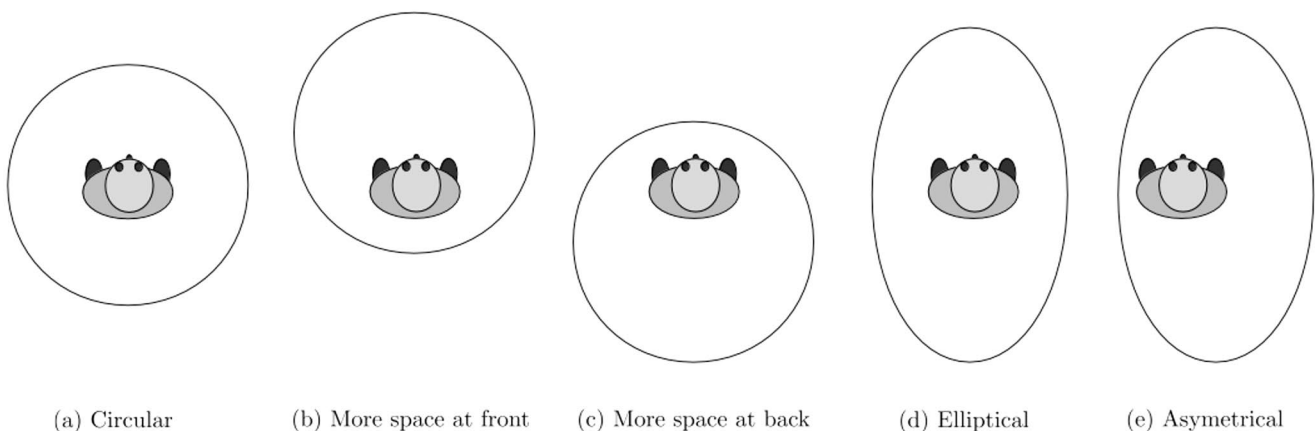 (a) Circular
(b) More space at front
(c) More space at back
(d) Elliptical
(e) Asymetrical